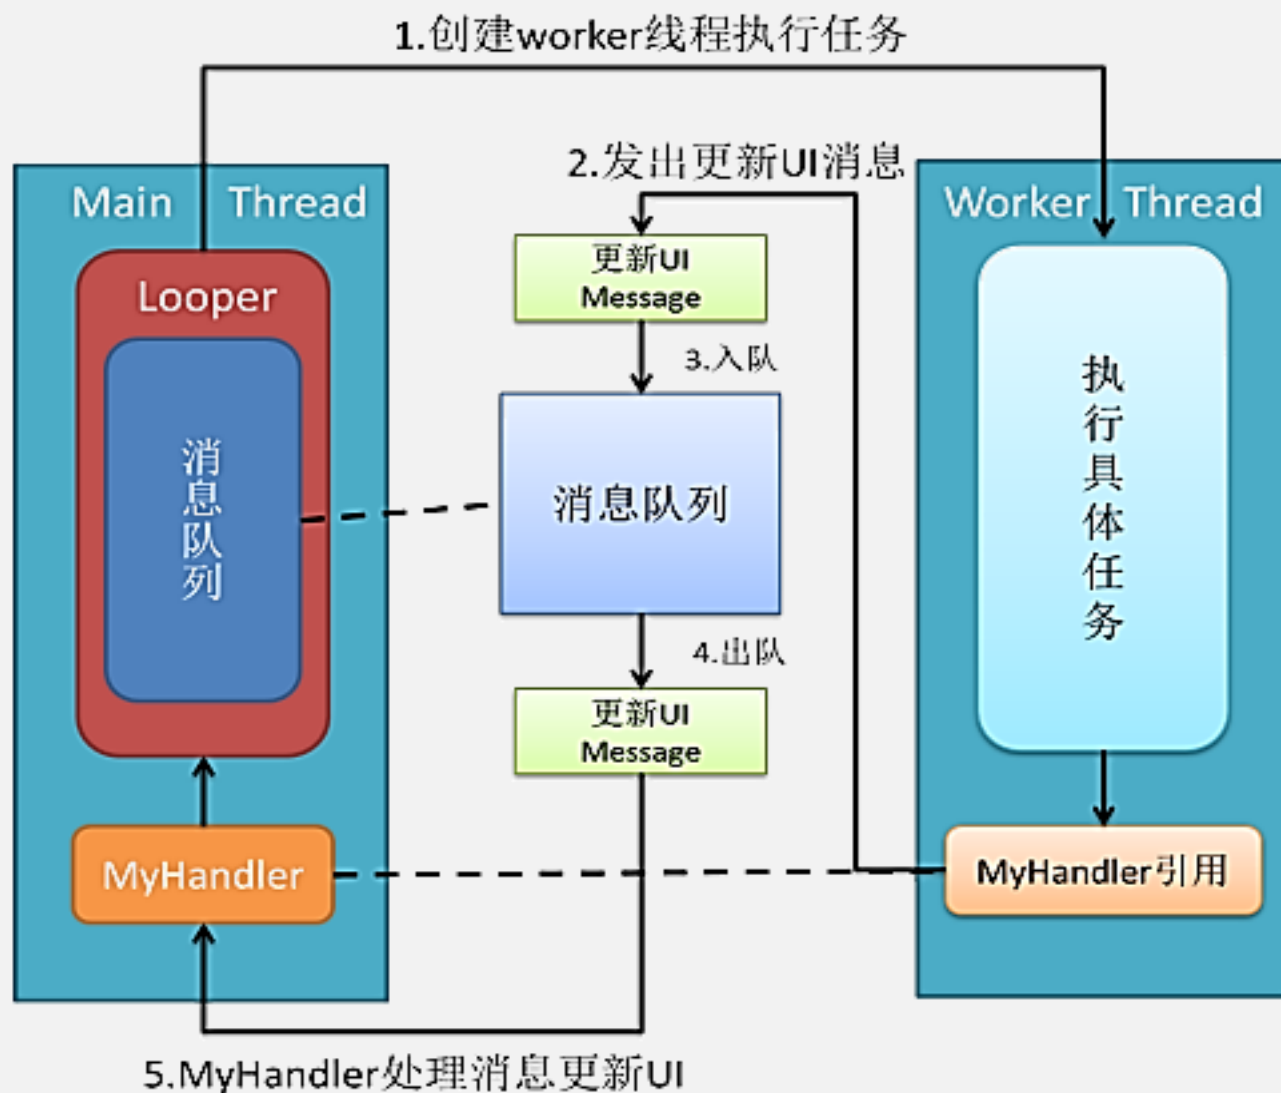 1.创建worker线程执行任务
2.发出更新UI消息
Main Thread
Worker Thread
Looper
消息队列
更新UI
Message
3.入队
消息队列
4.出队
更新UI
Message
执行具体任务
MyHandler
MyHandler引用
5.MyHandler处理消息更新UI